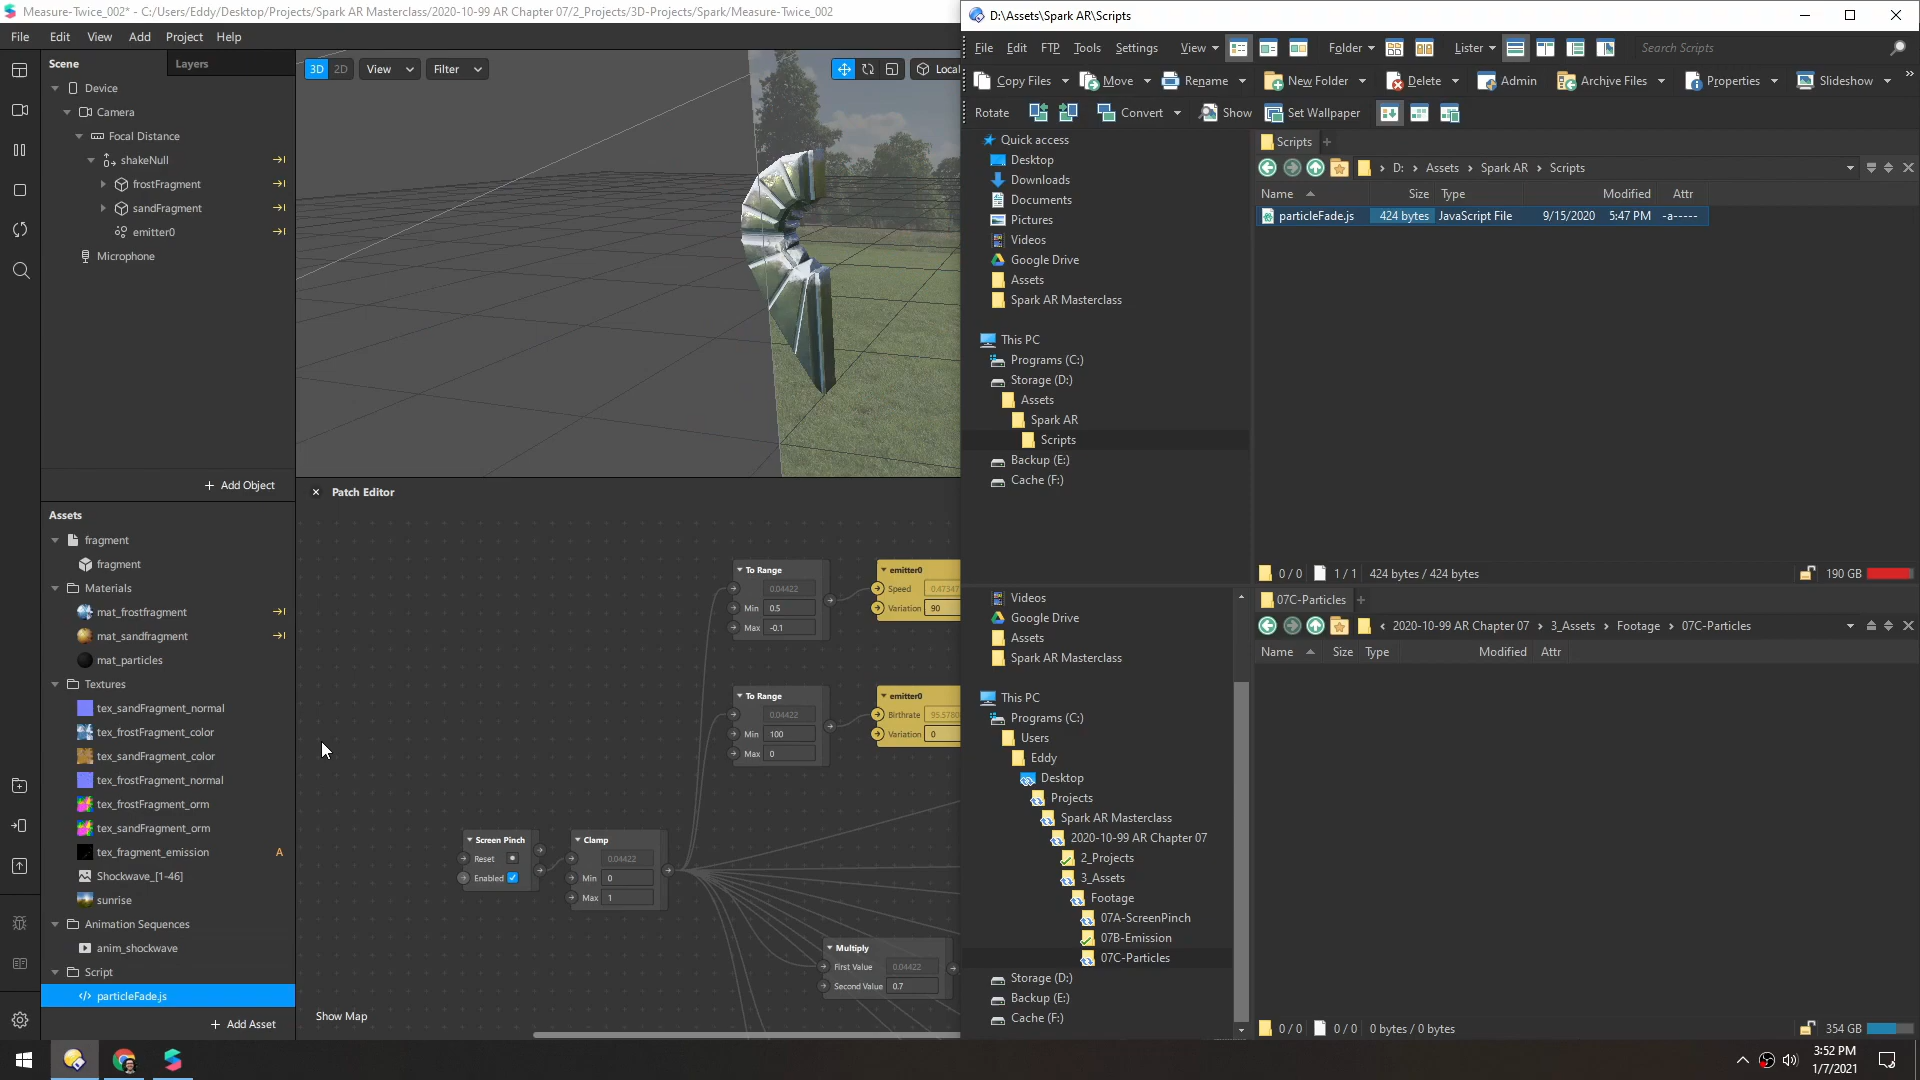 Measure-Twice_002* - C:/Users/Eddy/Desktop/Projects/Spark AR Masterclass/2020-10-99 AR Chapter 07/2_Projects/3D-Projects/Spark/Measure-Twice_002
File Edit View Add Project Help
Scene Layers
Device
Camera
Focal Distance
shakeNull
frostFragment
sandFragment
emitter0
Microphone
+ Add Object
Assets
fragment
fragment
Materials
mat_frostfragment
mat_sandfragment
mat_particles
Textures
tex_sandFragment_normal
tex_frostFragment_color
tex_sandFragment_color
tex_frostFragment_normal
tex_frostFragment_orm
tex_sandFragment_orm
tex_fragment_emission A
Shockwave_[1-46]
sunrise
Animation Sequences
anim_shockwave
Script
</> particleFade.js
+ Add Asset
3D 2D View Filter Local
× Patch Editor
To Range
0.04422
Min 0.5
Max -0.1
emitter0
Speed 0.47347
Variation 90
To Range
0.04422
Min 100
Max 0
emitter0
Birthrate 95.5780
Variation 0
Screen Pinch
Reset
Enabled
Clamp
0.04422
Min 0
Max 1
Multiply
First Value 0.04422
Second Value 0.7
Show Map
D:\Assets\Spark AR\Scripts
File Edit FTP Tools Settings View Folder Lister Search Scripts
Copy Files Move Rename New Folder Delete Admin Archive Files Properties Slideshow »
Rotate Convert Show Set Wallpaper
Quick access
Desktop
Downloads
Documents
Pictures
Videos
Google Drive
Assets
Spark AR Masterclass
This PC
Programs (C:)
Storage (D:)
Assets
Spark AR
Scripts
Backup (E:)
Cache (F:)
Scripts +
› D: › Assets › Spark AR › Scripts
Name Size Type Modified Attr
particleFade.js 424 bytes JavaScript File 9/15/2020 5:47 PM -a-----
0 / 0 1 / 1 424 bytes / 424 bytes 190 GB
Videos
Google Drive
Assets
Spark AR Masterclass
This PC
Programs (C:)
Users
Eddy
Desktop
Projects
Spark AR Masterclass
2020-10-99 AR Chapter 07
2_Projects
3_Assets
Footage
07A-ScreenPinch
07B-Emission
07C-Particles
Storage (D:)
Backup (E:)
Cache (F:)
07C-Particles +
‹ 2020-10-99 AR Chapter 07 › 3_Assets › Footage › 07C-Particles
Name Size Type Modified Attr
0 / 0 0 / 0 0 bytes / 0 bytes 354 GB
3:52 PM
1/7/2021